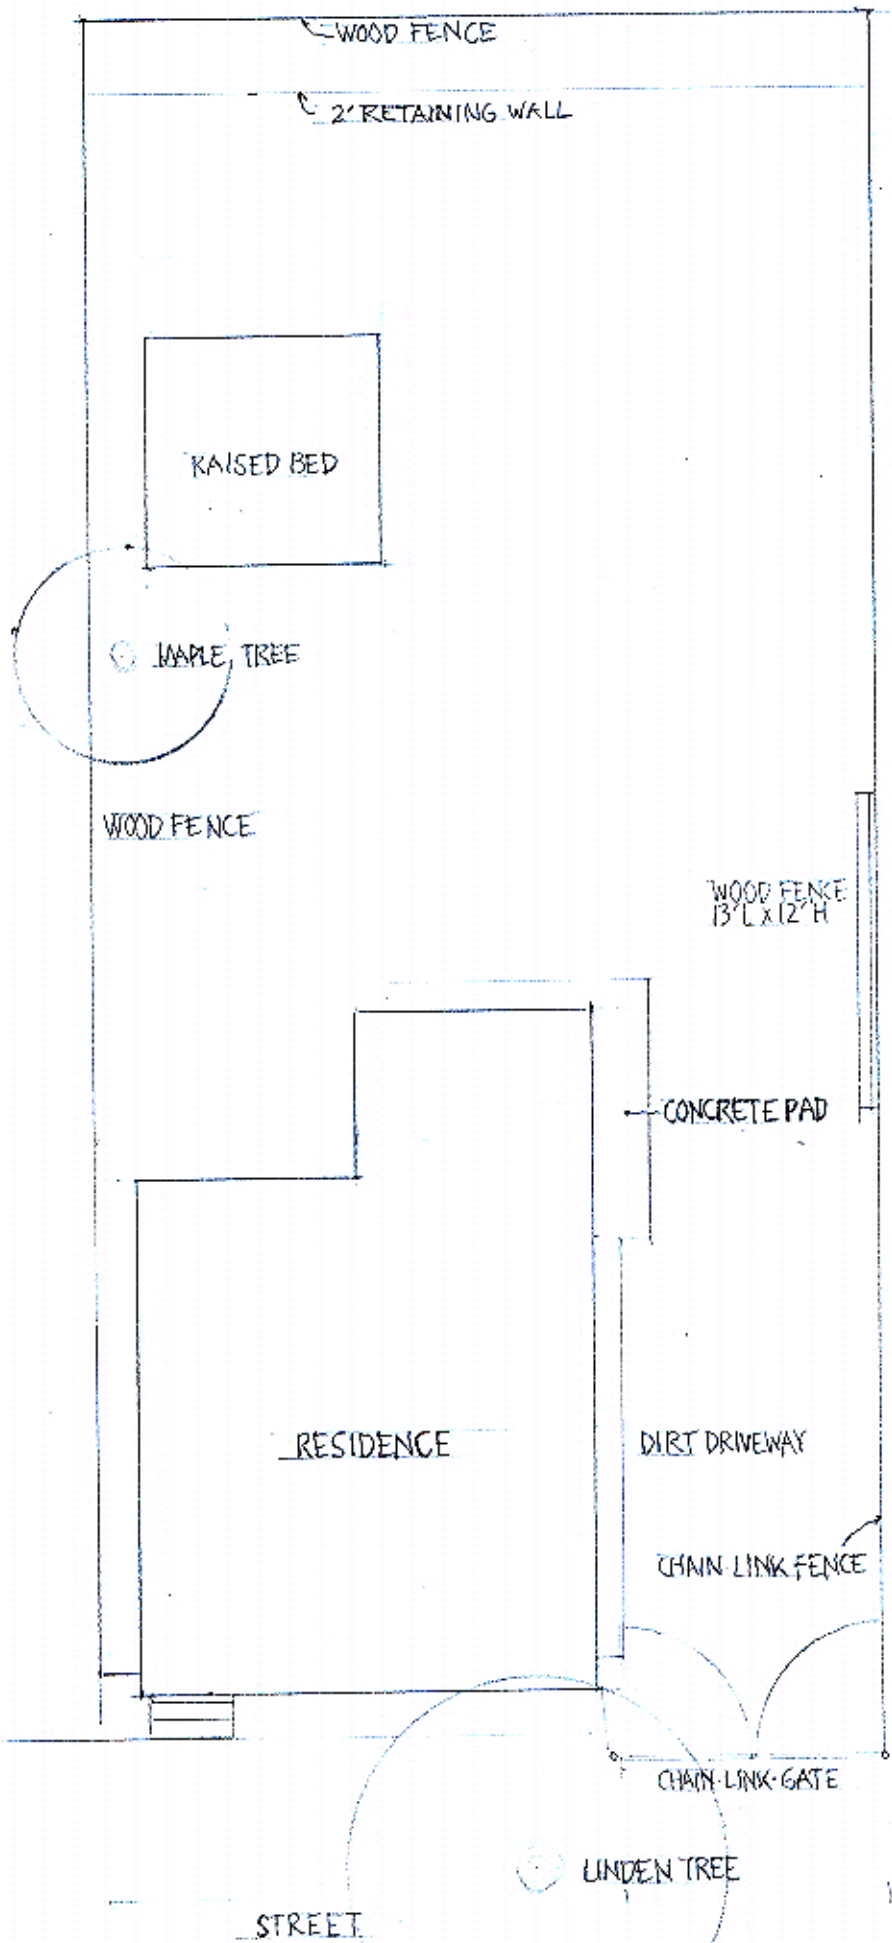 WOOD FENCE
2' RETAINING WALL
RAISED BED
MAPLE TREE
WOOD FENCE
WOOD FENCE
13'L X 12' H
CONCRETE PAD
RESIDENCE
DIRT DRIVEWAY
CHAIN LINK FENCE
CHAIN-LINK-GATE
LINDEN TREE
STREET